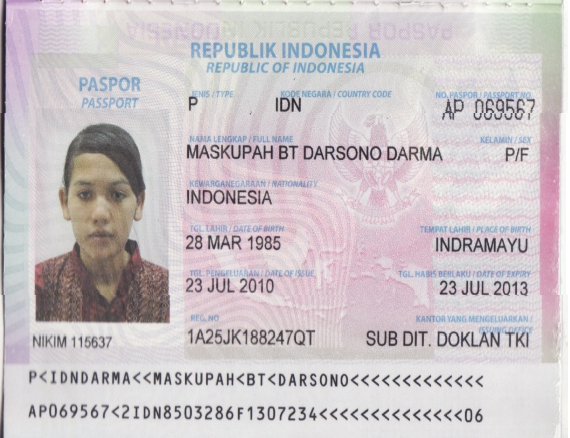 REPUBLIK INDONESIA
REPUBLIC OF INDONESIA
PASPOR
PASSPORT
JENIS / TYPE KODE NEGARA / COUNTRY CODE NO. PASPOR / PASSPORT NO.
P IDN AP 069567
NAMA LENGKAP / FULL NAME KELAMIN / SEX
MASKUPAH BT DARSONO DARMA P/F
KEWARGANEGARAAN / NATIONALITY
INDONESIA
TGL. LAHIR / DATE OF BIRTH TEMPAT LAHIR / PLACE OF BIRTH
28 MAR 1985 INDRAMAYU
TGL. PENGELUARAN / DATE OF ISSUE TGL. HABIS BERLAKU / DATE OF EXPIRY
23 JUL 2010 23 JUL 2013
REG. NO KANTOR YANG MENGELUARKAN /
ISSUING OFFICE
NIKIM 115637 1A25JK188247QT SUB DIT. DOKLAN TKI
P<IDNDARMA<<MASKUPAH<BT<DARSONO<<<<<<<<<<<<<
AP069567<2IDN8503286F1307234<<<<<<<<<<<<<<06